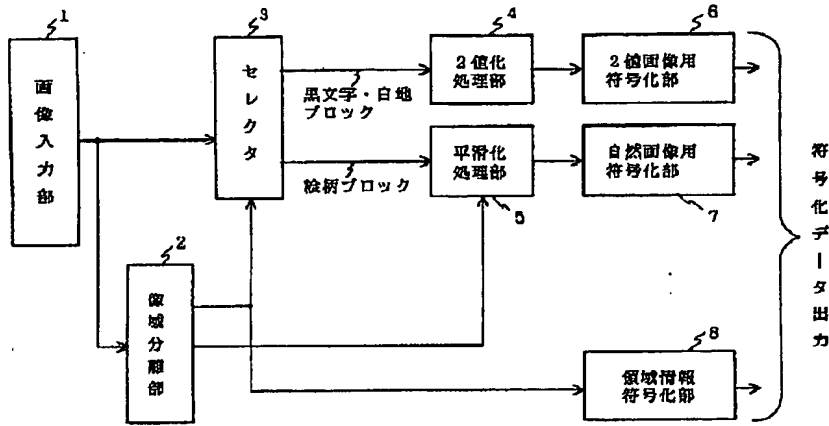 1
画像入力部
2
像域分離部
3
セレクタ
黒文字・白地
ブロック
絵柄ブロック
4
2値化
処理部
平滑化
処理部
5
6
2値画像用
符号化部
自然画像用
符号化部
7
8
領域情報
符号化部
符号化データ出力